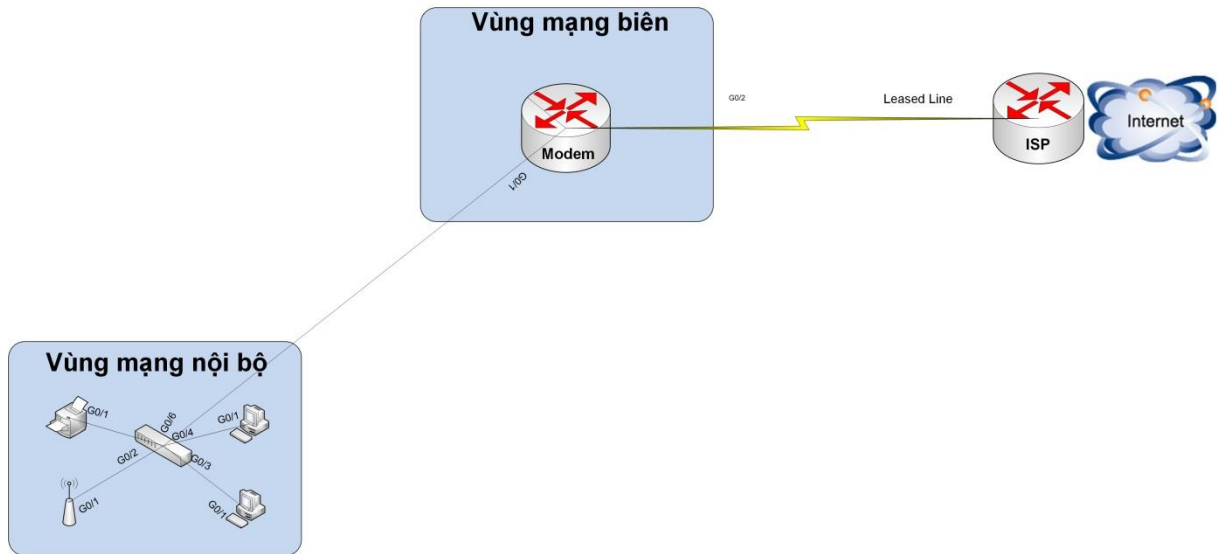 Vùng mạng biên
G0/2
Leased Line
Internet
Modem
ISP
G0/1
Vùng mạng nội bộ
G0/1
G0/6
G0/1
G0/4
G0/2
G0/3
G0/1
G0/1